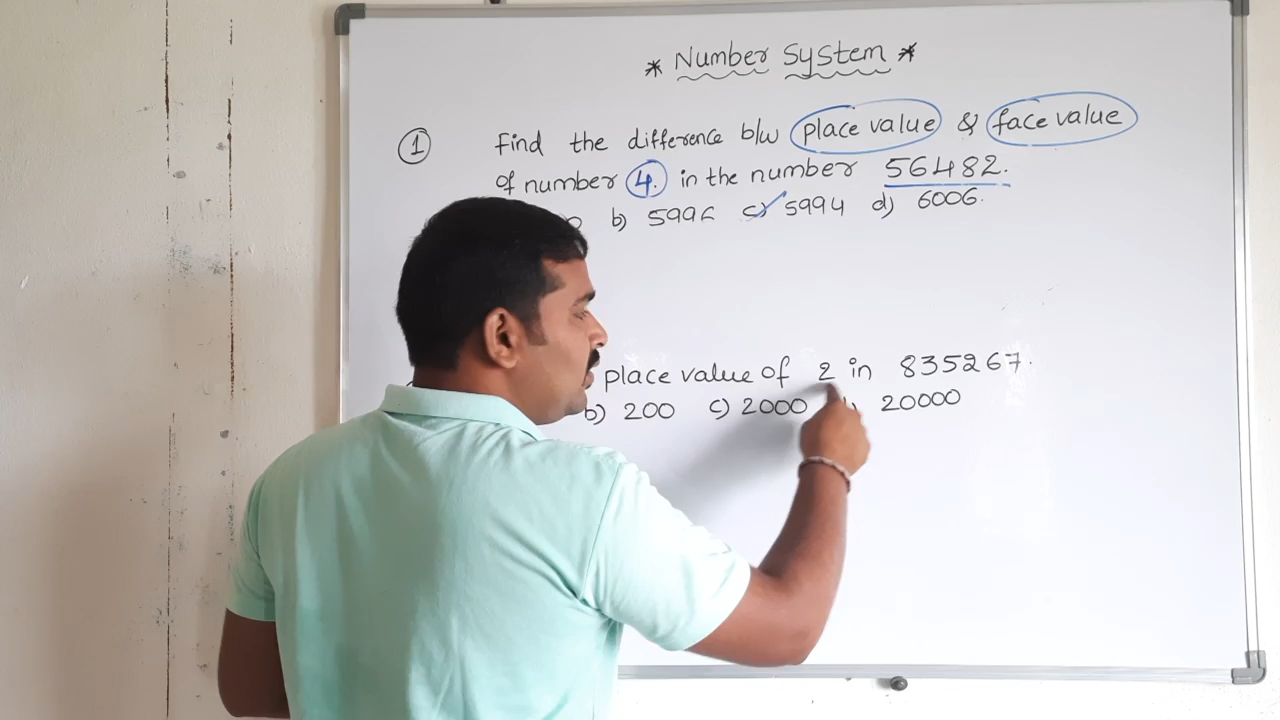 * Number System *
1 Find the difference b/w place value & face value
of number 4. in the number 56482.
b) 5996 c) 5994 d) 6006.
place value of 2 in 835267.
b) 200 c) 2000 20000